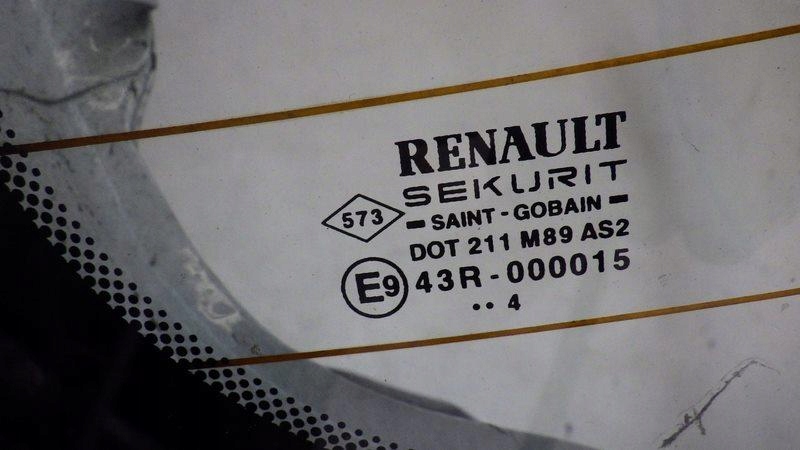 RENAULT
SEKURIT
573
SAINT-GOBAIN
DOT 211 M89 AS2
E9 43R-000015
•• 4